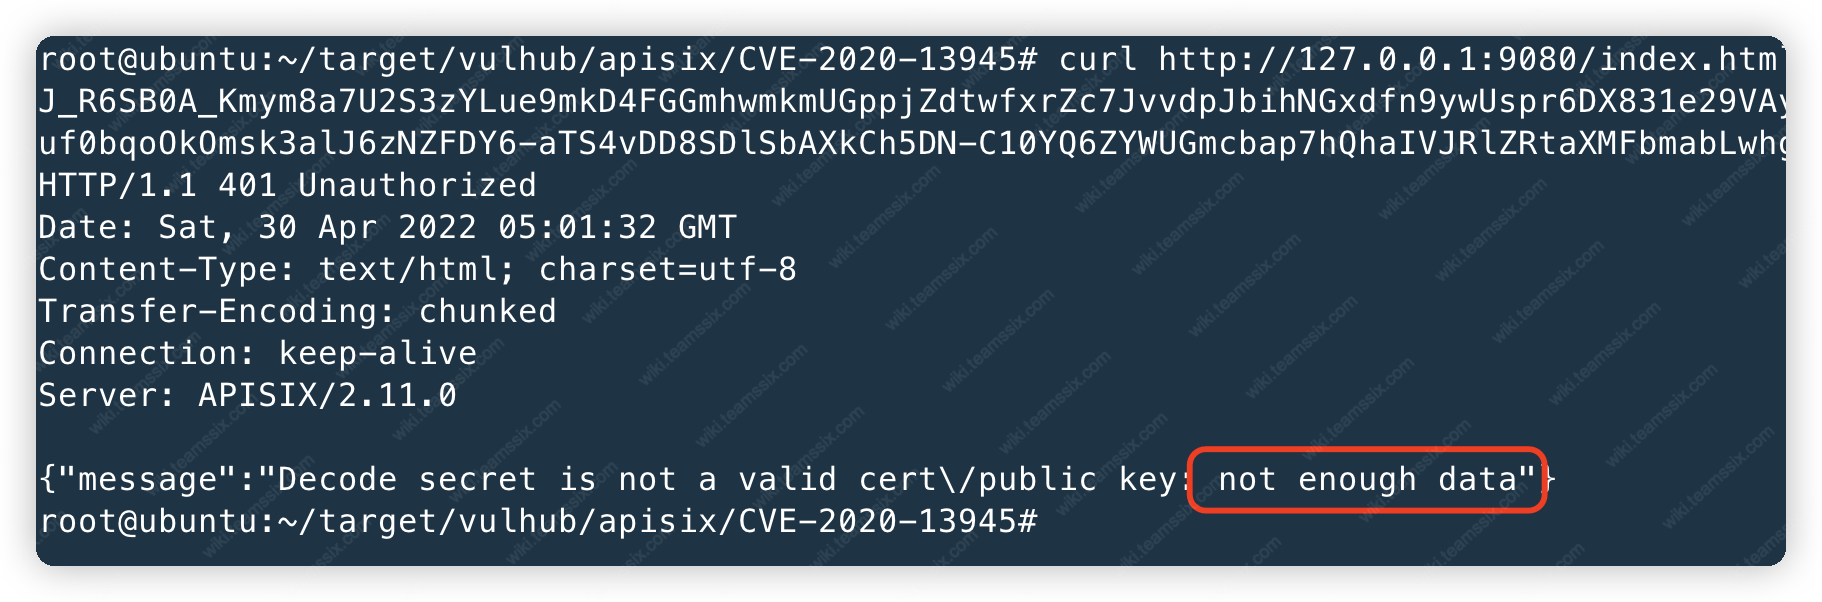 root@ubuntu:~/target/vulhub/apisix/CVE-2020-13945# curl http://127.0.0.1:9080/index.htm
J_R6SB0A_Kmym8a7U2S3zYLue9mkD4FGGmhwmkmUGppjZdtwfxrZc7JvvdpJbihNGxdfn9ywUspr6DX831e29VAy
uf0bqoOkOmsk3alJ6zNZFDY6-aTS4vDD8SDlSbAXkCh5DN-C10YQ6ZYWUGmcbap7hQhaIVJRlZRtaXMFbmabLwhg
HTTP/1.1 401 Unauthorized
Date: Sat, 30 Apr 2022 05:01:32 GMT
Content-Type: text/html; charset=utf-8
Transfer-Encoding: chunked
Connection: keep-alive
Server: APISIX/2.11.0
{"message":"Decode secret is not a valid cert\/public key: not enough data"}
root@ubuntu:~/target/vulhub/apisix/CVE-2020-13945#
wiki.teamssix.com